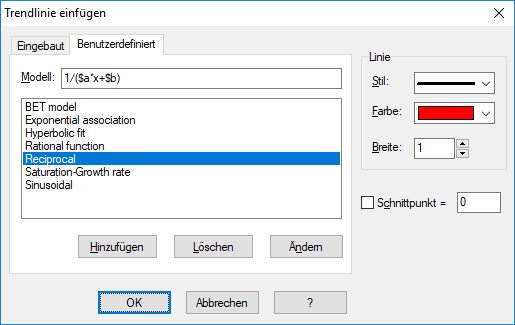 Trendlinie einfügen
Eingebaut Benutzerdefiniert
Modell: 1/($a*x+$b)
BET model
Exponential association
Hyperbolic fit
Rational function
Reciprocal
Saturation-Growth rate
Sinusoidal
Hinzufügen Löschen Ändern
Linie
Stil:
Farbe:
Breite: 1
Schnittpunkt = 0
OK Abbrechen ?